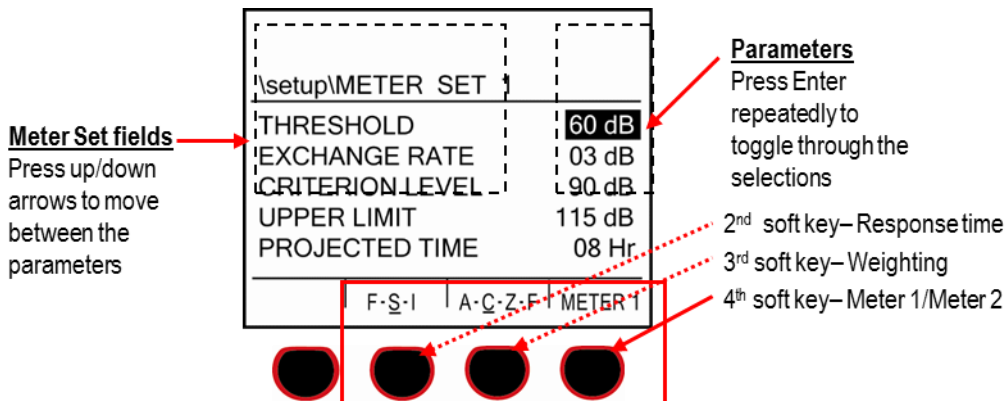 \setup\METER SET 1
THRESHOLD 60 dB
EXCHANGE RATE 03 dB
CRITERION LEVEL 90 dB
UPPER LIMIT 115 dB
PROJECTED TIME 08 Hr
F-S-I A-C-Z-F METER 1
Meter Set fields
Press up/down
arrows to move
between the
parameters
Parameters
Press Enter
repeatedly to
toggle through the
selections
2nd soft key– Response time
3rd soft key– Weighting
4th soft key– Meter 1/Meter 2